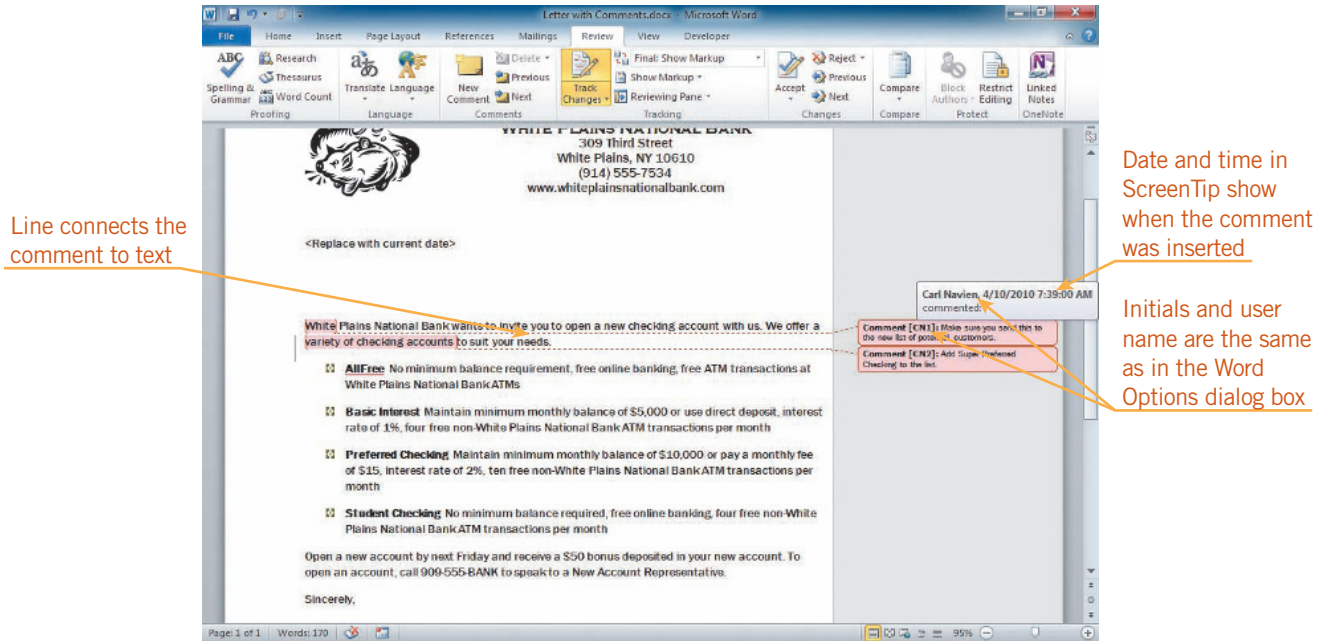 Letter with Comments.docx - Microsoft Word
File Home Insert Page Layout References Mailings Review View Developer
ABC
Spelling & Grammar
Research
Thesaurus
Word Count
Proofing
Translate
Language
Language
New Comment
Delete
Previous
Next
Comments
Track Changes
Final: Show Markup
Show Markup
Reviewing Pane
Tracking
Accept
Reject
Previous
Next
Changes
Compare
Compare
Block Authors
Restrict Editing
Protect
Linked Notes
OneNote
WHITE PLAINS NATIONAL BANK
309 Third Street
White Plains, NY 10610
(914) 555-7534
www.whiteplainsnationalbank.com
Line connects the
comment to text
<Replace with current date>
Date and time in
ScreenTip show
when the comment
was inserted
Carl Navien, 4/10/2010 7:39:00 AM
commented:
Initials and user
name are the same
as in the Word
Options dialog box
White Plains National Bank wants to invite you to open a new checking account with us. We offer a
variety of checking accounts to suit your needs.
Comment [CN1]: Make sure you send this to
the new list of potential customers.
Comment [CN2]: Add Super Preferred
Checking to the list.
AllFree No minimum balance requirement, free online banking, free ATM transactions at
White Plains National Bank ATMs
Basic Interest Maintain minimum monthly balance of $5,000 or use direct deposit, interest
rate of 1%, four free non-White Plains National Bank ATM transactions per month
Preferred Checking Maintain minimum monthly balance of $10,000 or pay a monthly fee
of $15, interest rate of 2%, ten free non-White Plains National Bank ATM transactions per
month
Student Checking No minimum balance required, free online banking, four free non-White
Plains National Bank ATM transactions per month
Open a new account by next Friday and receive a $50 bonus deposited in your new account. To
open an account, call 909-555-BANK to speak to a New Account Representative.
Sincerely,
Page: 1 of 1 Words: 170 95%